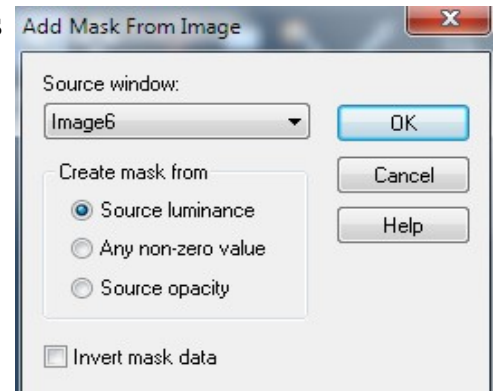 s
Add Mask From Image
Source window:
Image6
OK
Create mask from
Cancel
Source luminance
Help
Any non-zero value
Source opacity
Invert mask data